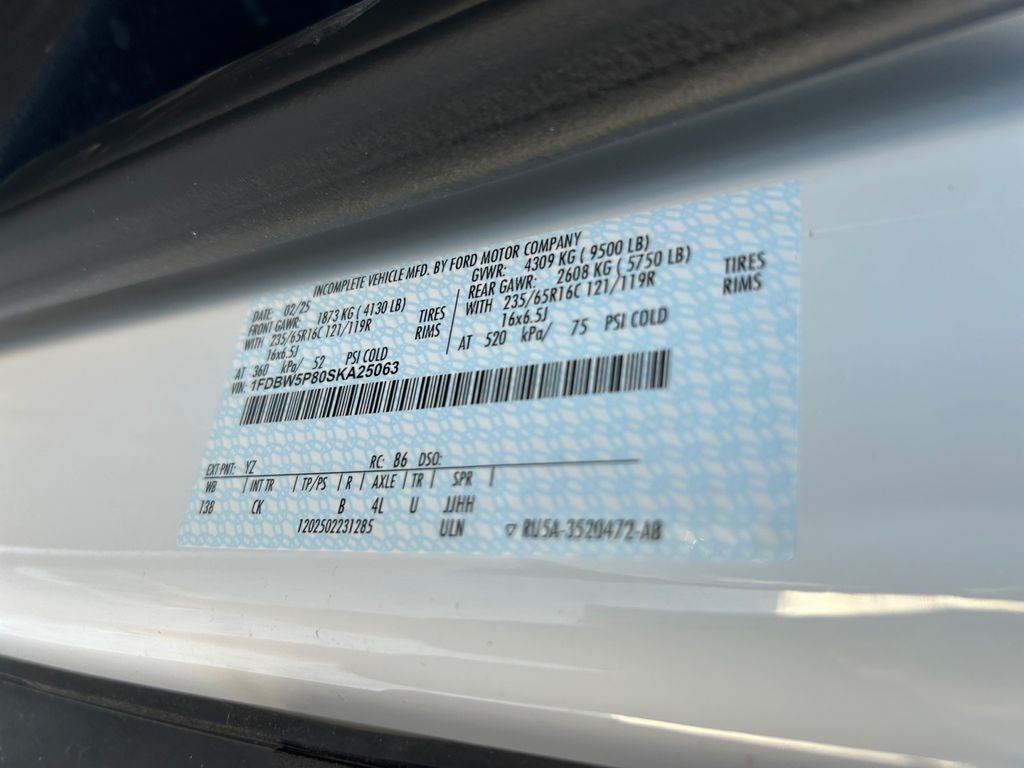 INCOMPLETE VEHICLE MFD. BY FORD MOTOR COMPANY
DATE: 02/25 GVWR: 4309 KG ( 9500 LB)
FRONT GAWR: 1873 KG ( 4130 LB) REAR GAWR: 2608 KG ( 5750 LB)
WITH 235/65R16C 121/119R TIRES WITH 235/65R16C 121/119R TIRES
16x6.5J RIMS 16x6.5J RIMS
AT 360 kPa/ 52 PSI COLD AT 520 kPa/ 75 PSI COLD
VIN: 1FDBW5P80SKA25063
EXT PNT: YZ RC: 86 DSO:
WB INT TR TP/PS R AXLE TR SPR
138 CK B 4L U JJHH
1202502231285 ULN ▽ RU5A-3520472-AB